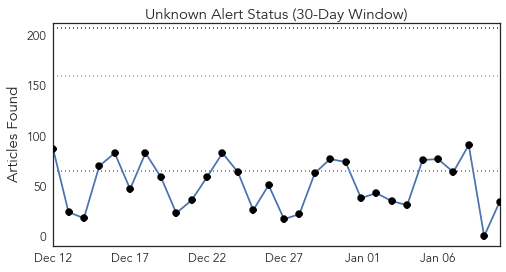 Unknown Alert Status (30-Day Window)
Articles Found
200
150
100
50
0
Dec 12 Dec 17 Dec 22 Dec 27 Jan 01 Jan 06